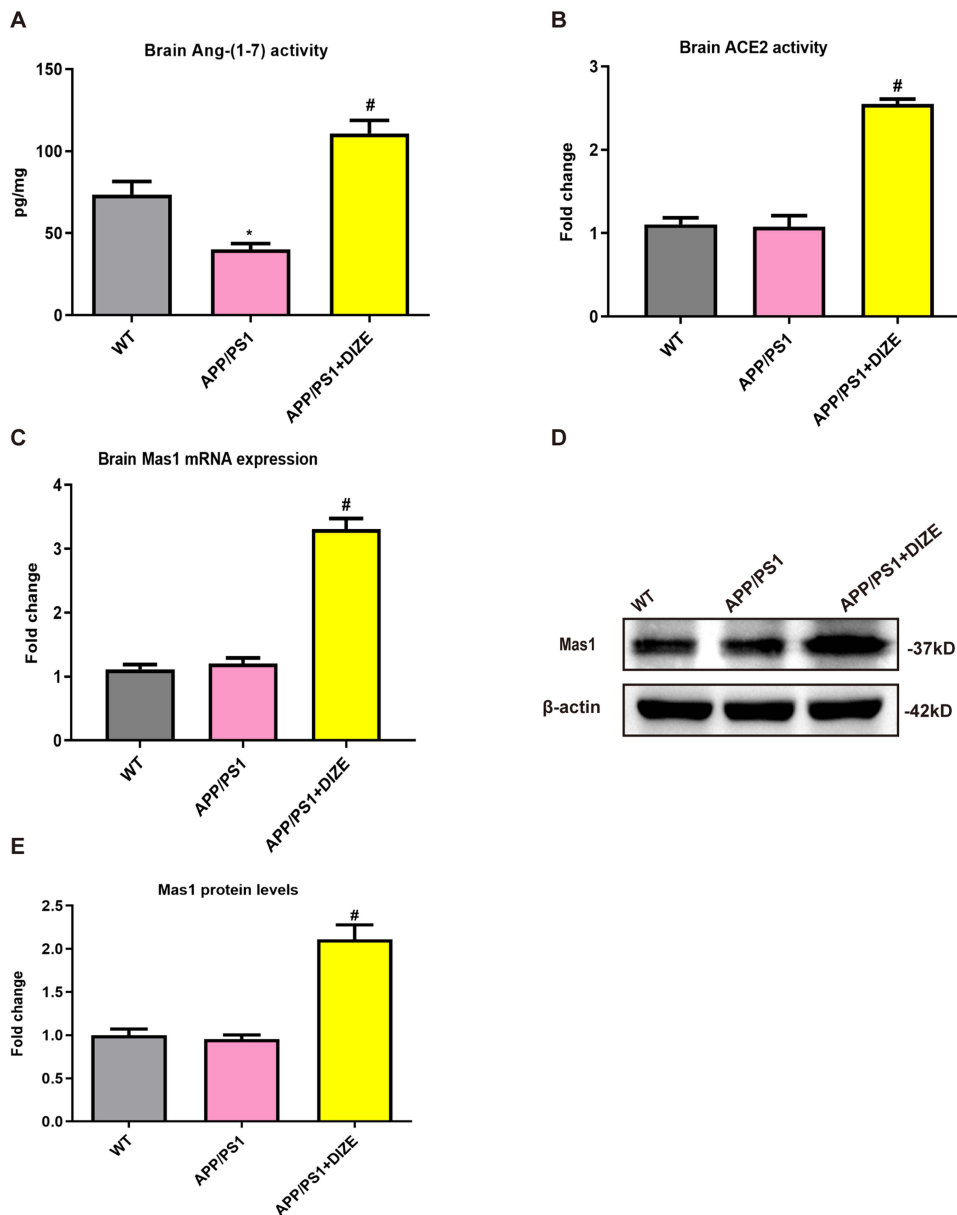 A
Brain Ang-(1-7) activity
pg/mg
150
100
50
0
*
#
WT
APP/PS1
APP/PS1+DIZE
B
Brain ACE2 activity
Fold change
3
2
1
0
#
WT
APP/PS1
APP/PS1+DIZE
C
Brain Mas1 mRNA expression
Fold change
4
3
2
1
0
#
WT
APP/PS1
APP/PS1+DIZE
D
WT
APP/PS1
APP/PS1+DIZE
Mas1
-37kD
β-actin
-42kD
E
Mas1 protein levels
Fold change
2.5
2.0
1.5
1.0
0.5
0.0
#
WT
APP/PS1
APP/PS1+DIZE